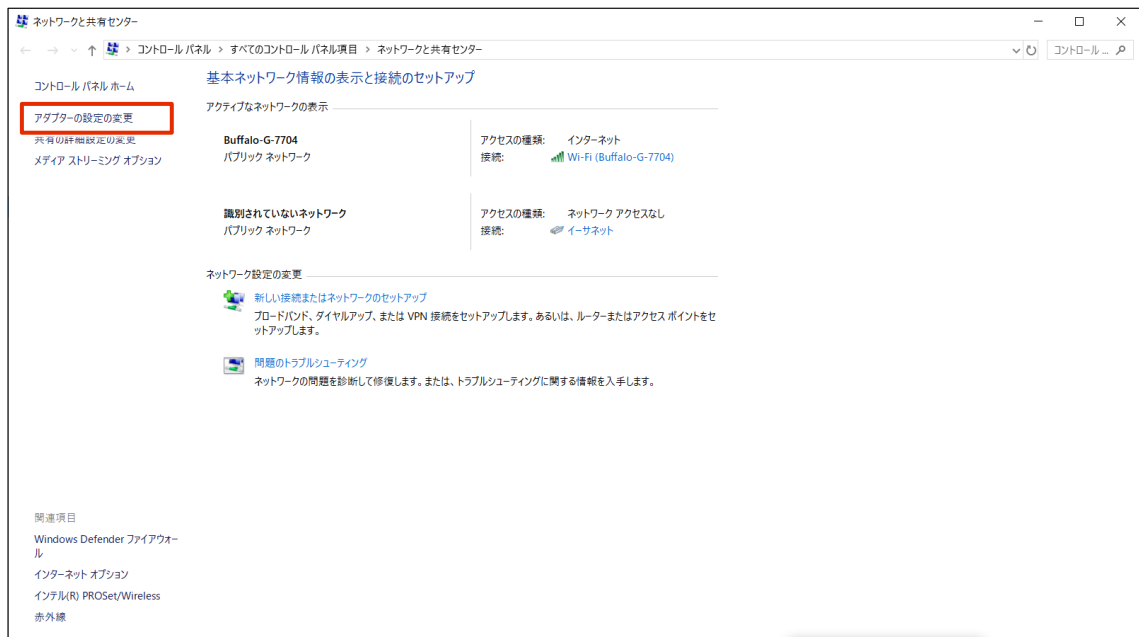 ネットワークと共有センター
コントロール パネル › すべてのコントロール パネル項目 › ネットワークと共有センター
コントロール ...
コントロール パネル ホーム
アダプターの設定の変更
共有の詳細設定の変更
メディア ストリーミング オプション
基本ネットワーク情報の表示と接続のセットアップ
アクティブなネットワークの表示
Buffalo-G-7704
パブリック ネットワーク
アクセスの種類: インターネット
接続: Wi-Fi (Buffalo-G-7704)
識別されていないネットワーク
パブリック ネットワーク
アクセスの種類: ネットワーク アクセスなし
接続: イーサネット
ネットワーク設定の変更
新しい接続またはネットワークのセットアップ
ブロードバンド、ダイヤルアップ、または VPN 接続をセットアップします。あるいは、ルーターまたはアクセス ポイントをセ
ットアップします。
問題のトラブルシューティング
ネットワークの問題を診断して修復します。または、トラブルシューティングに関する情報を入手します。
関連項目
Windows Defender ファイアウォー
ル
インターネット オプション
インテル(R) PROSet/Wireless
赤外線